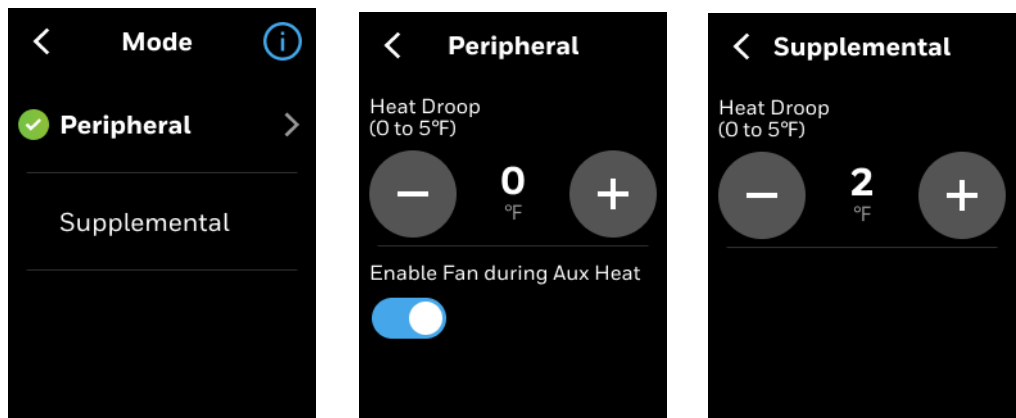 Mode
Peripheral
Supplemental
Peripheral
Heat Droop
(0 to 5°F)
0
°F
Enable Fan during Aux Heat
Supplemental
Heat Droop
(0 to 5°F)
2
°F